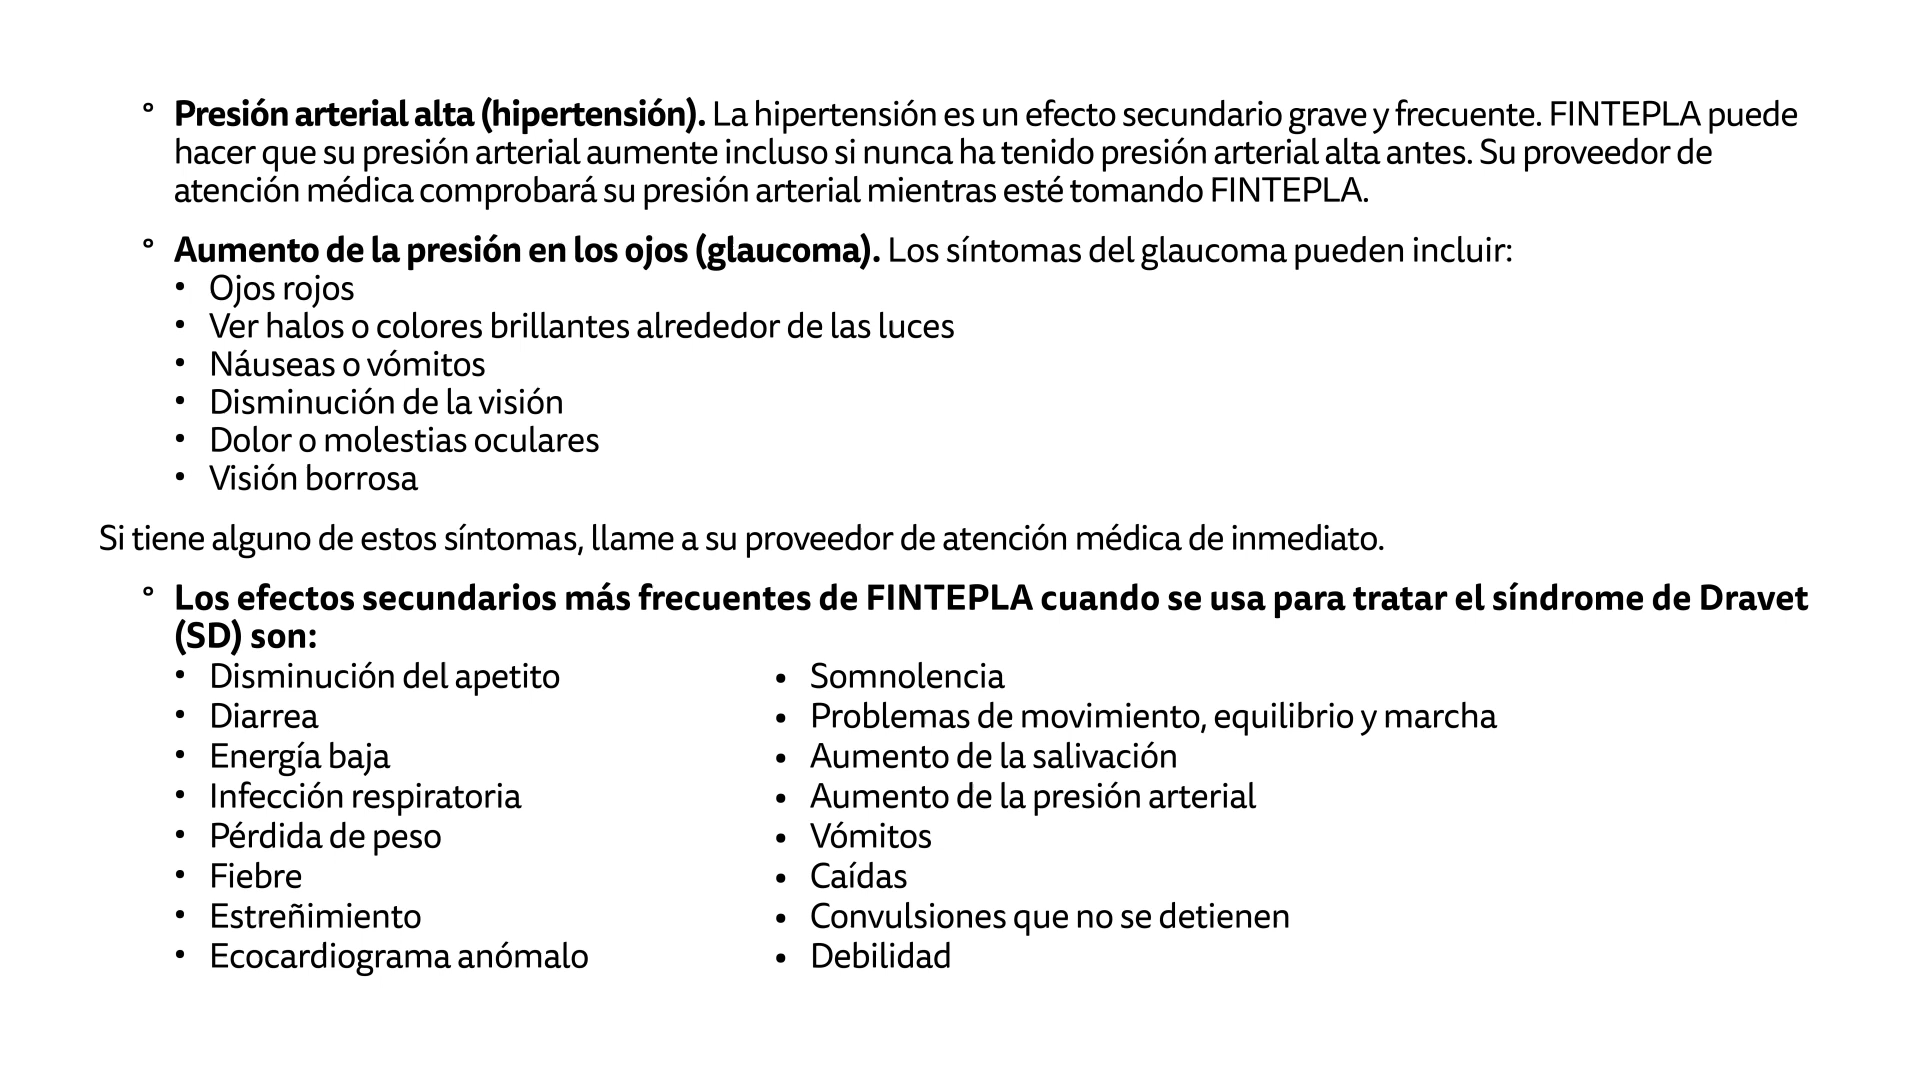 ° Presión arterial alta (hipertensión). La hipertensión es un efecto secundario grave y frecuente. FINTEPLA puede
hacer que su presión arterial aumente incluso si nunca ha tenido presión arterial alta antes. Su proveedor de
atención médica comprobará su presión arterial mientras esté tomando FINTEPLA.
° Aumento de la presión en los ojos (glaucoma). Los síntomas del glaucoma pueden incluir:
• Ojos rojos
• Ver halos o colores brillantes alrededor de las luces
• Náuseas o vómitos
• Disminución de la visión
• Dolor o molestias oculares
• Visión borrosa
Si tiene alguno de estos síntomas, llame a su proveedor de atención médica de inmediato.
° Los efectos secundarios más frecuentes de FINTEPLA cuando se usa para tratar el síndrome de Dravet
(SD) son:
• Disminución del apetito
• Diarrea
• Energía baja
• Infección respiratoria
• Pérdida de peso
• Fiebre
• Estreñimiento
• Ecocardiograma anómalo
• Somnolencia
• Problemas de movimiento, equilibrio y marcha
• Aumento de la salivación
• Aumento de la presión arterial
• Vómitos
• Caídas
• Convulsiones que no se detienen
• Debilidad